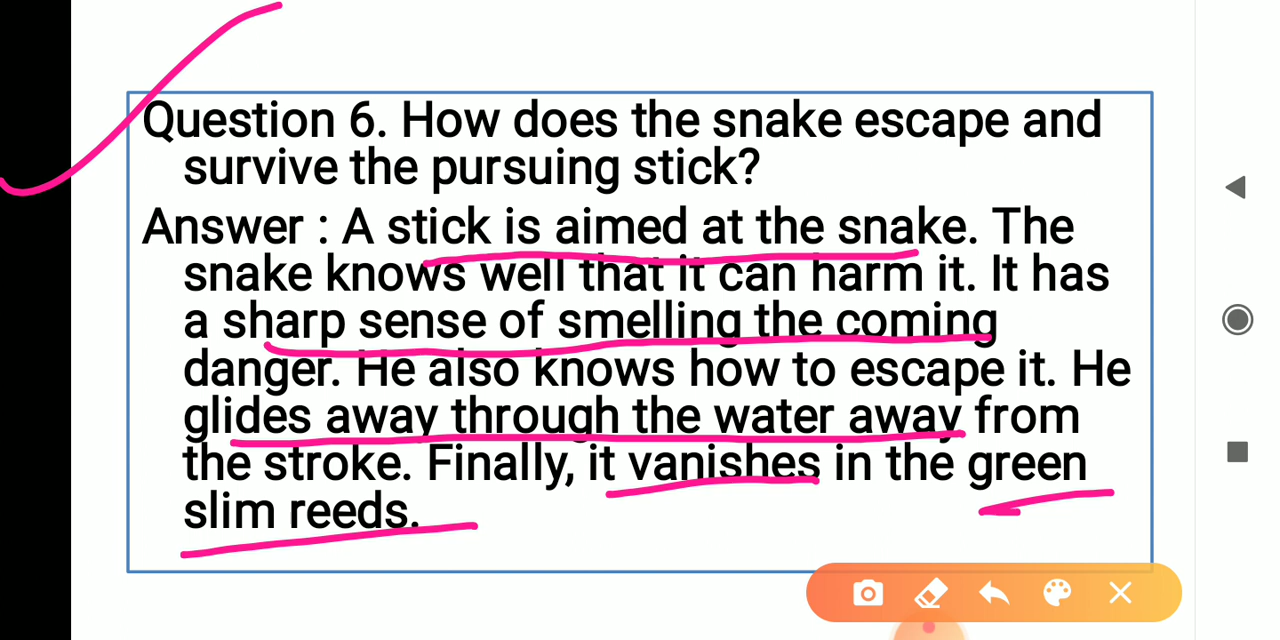 Question 6. How does the snake escape and
survive the pursuing stick?
Answer : A stick is aimed at the snake. The
snake knows well that it can harm it. It has
a sharp sense of smelling the coming
danger. He also knows how to escape it. He
glides away through the water away from
the stroke. Finally, it vanishes in the green
slim reeds.